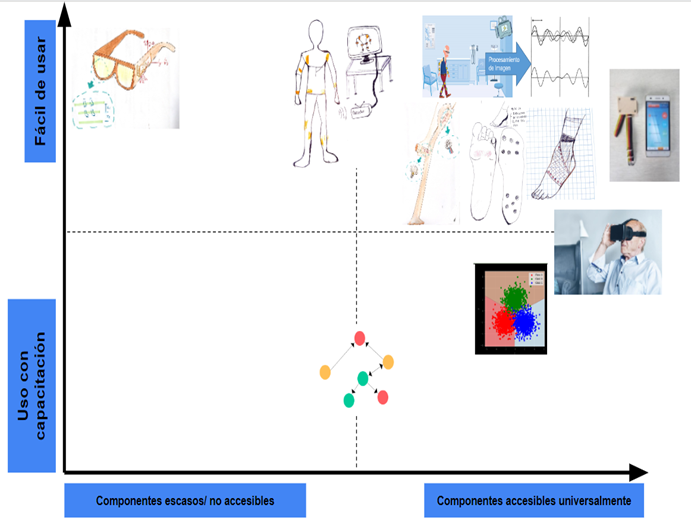 Fácil de usar
Procesamiento
de Imagen
Uso con
capacitación
Componentes escasos/ no accesibles
Componentes accesibles universalmente